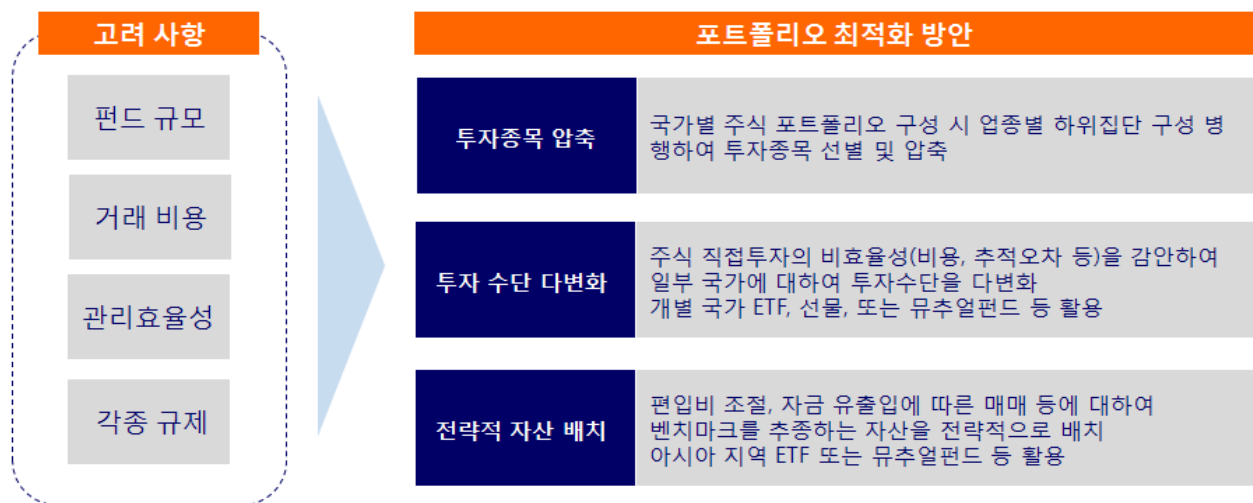 고려 사항
펀드 규모
거래 비용
관리효율성
각종 규제
포트폴리오 최적화 방안
투자종목 압축
국가별 주식 포트폴리오 구성 시 업종별 하위집단 구성 병
행하여 투자종목 선별 및 압축
투자 수단 다변화
주식 직접투자의 비효율성(비용, 추적오차 등)을 감안하여
일부 국가에 대하여 투자수단을 다변화
개별 국가 ETF, 선물, 또는 뮤추얼펀드 등 활용
전략적 자산 배치
편입비 조절, 자금 유출입에 따른 매매 등에 대하여
벤치마크를 추종하는 자산을 전략적으로 배치
아시아 지역 ETF 또는 뮤추얼펀드 등 활용